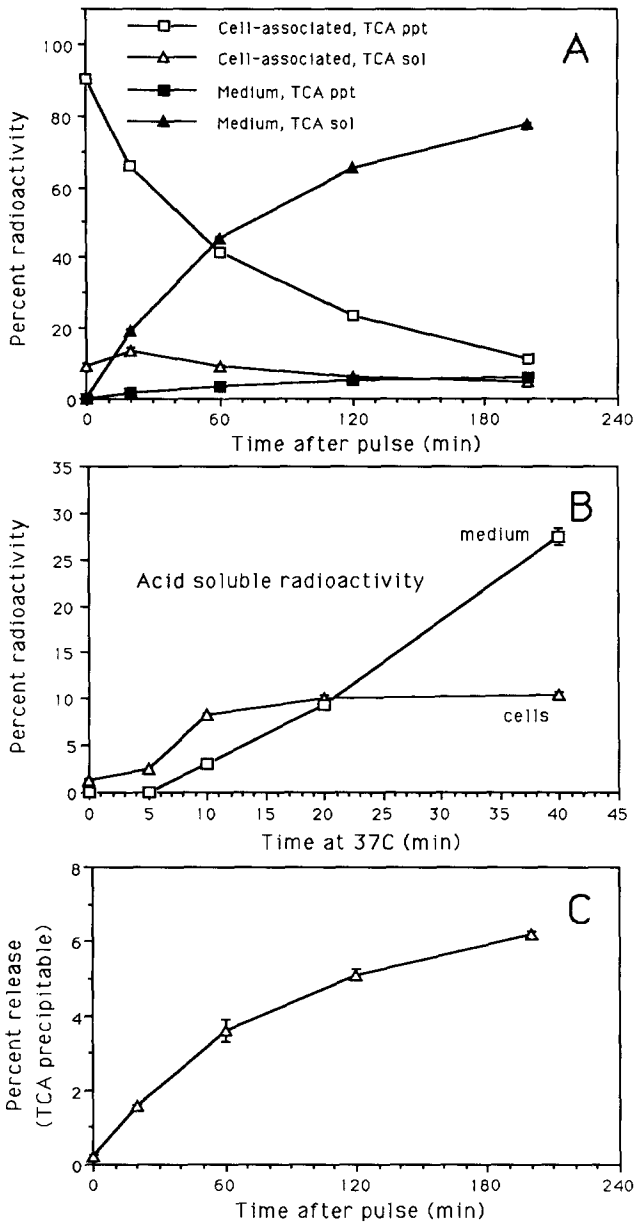 Cell-associated, TCA ppt
Cell-associated, TCA sol
Medium, TCA ppt
Medium, TCA sol
A
100
80
60
40
20
0
Percent radioactivity
0 60 120 180 240
Time after pulse (min)
B
35
30
25
20
15
10
5
0
Percent radioactivity
medium
Acid soluble radioactivity
cells
0 5 10 15 20 25 30 35 40 45
Time at 37C (min)
C
8
6
4
2
0
Percent release
(TCA precipitable)
0 60 120 180 240
Time after pulse (min)